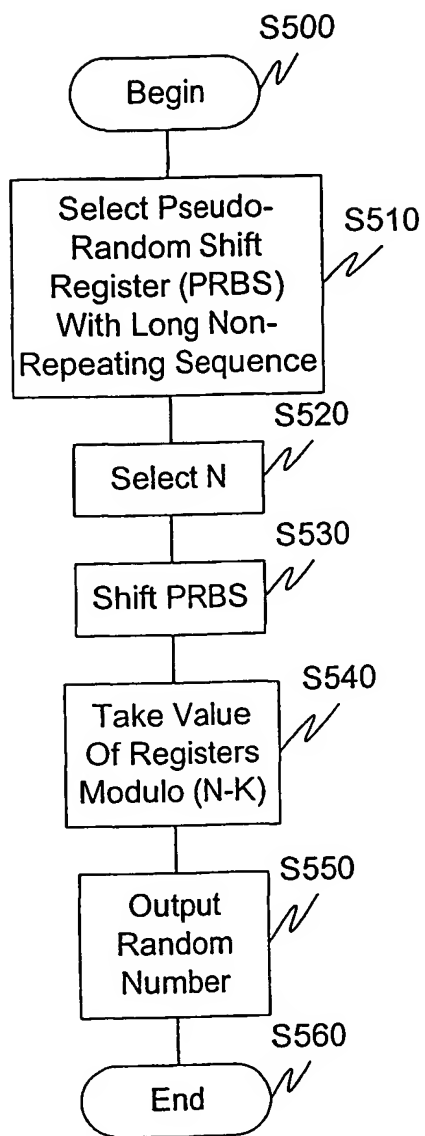 S500
Begin
Select Pseudo-
Random Shift
Register (PRBS)
With Long Non-
Repeating Sequence
S510
S520
Select N
S530
Shift PRBS
S540
Take Value
Of Registers
Modulo (N-K)
S550
Output
Random
Number
S560
End